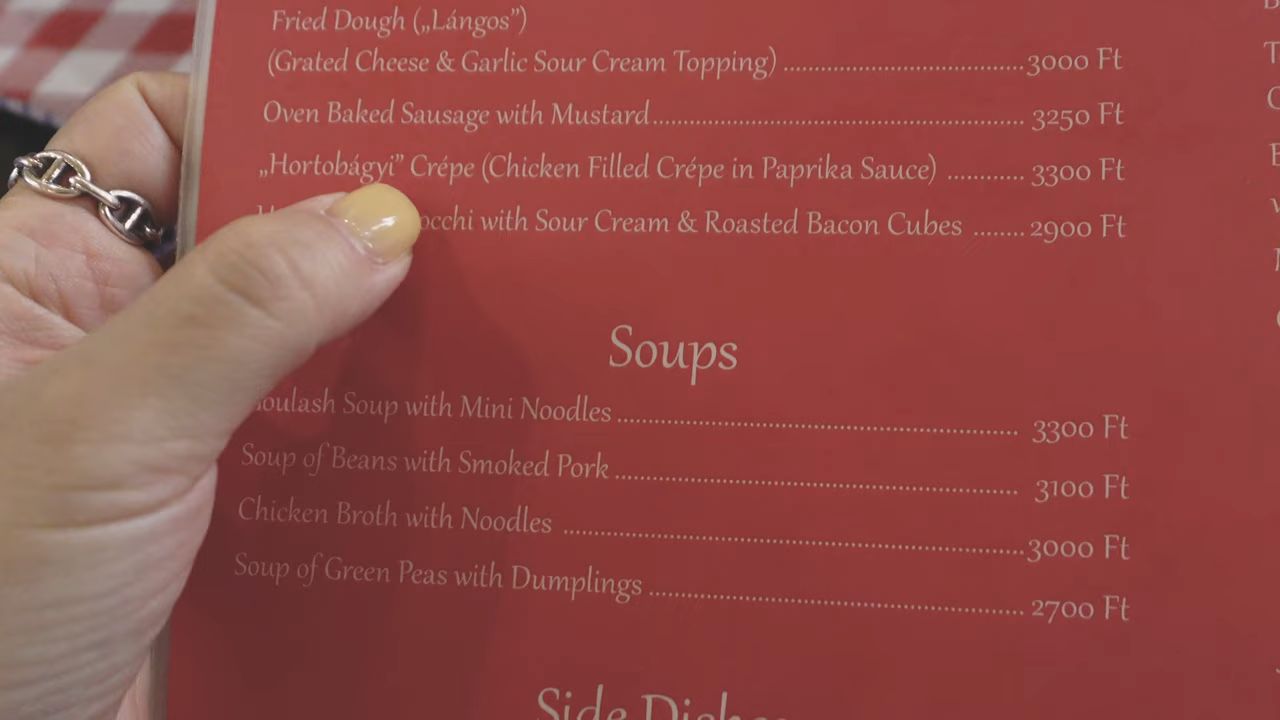 Fried Dough („Lángos”)
(Grated Cheese & Garlic Sour Cream Topping) ........................................ 3000 Ft
Oven Baked Sausage with Mustard ............................................................. 3250 Ft
„Hortobágyi” Crépe (Chicken Filled Crépe in Paprika Sauce) ............ 3300 Ft
with Sour Cream & Roasted Bacon Cubes ........ 2900 Ft
Soups
Soup with Mini Noodles ................................................................. 3300 Ft
Soup of Beans with Smoked Pork ................................................................. 3100 Ft
Chicken Broth with Noodles ......................................................................... 3000 Ft
Soup of Green Peas with Dumplings ............................................................ 2700 Ft
Side Dishes